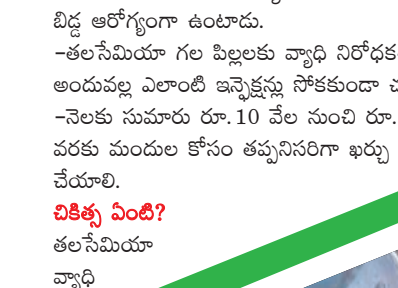 బిడ్డ ఆరోగ్యంగా ఉంటాడు.
–తలసేమియా గల పిల్లలకు వ్యాధి నిరోధక
అందువల్ల ఎలాంటి ఇన్ఫెక్షన్లు సోకకుండా
–నెలకు సుమారు రూ.10 వేల నుంచి రూ.
వరకు మందుల కోసం తప్పనిసరిగా ఖర్చు
చేయాలి.
చికిత్స ఏంటి?
తలసేమియా
వ్యాధి